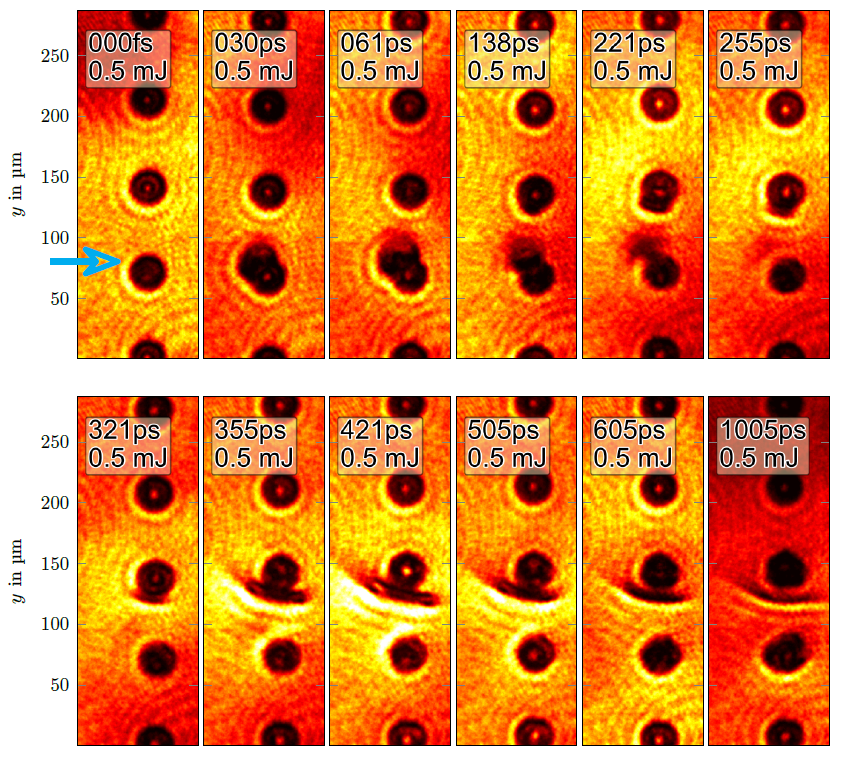 000fs
0.5 mJ
030ps
0.5 mJ
061ps
0.5 mJ
138ps
0.5 mJ
221ps
0.5 mJ
255ps
0.5 mJ
250
200
150
100
50
y in µm
321ps
0.5 mJ
355ps
0.5 mJ
421ps
0.5 mJ
505ps
0.5 mJ
605ps
0.5 mJ
1005ps
0.5 mJ
250
200
150
100
50
y in µm